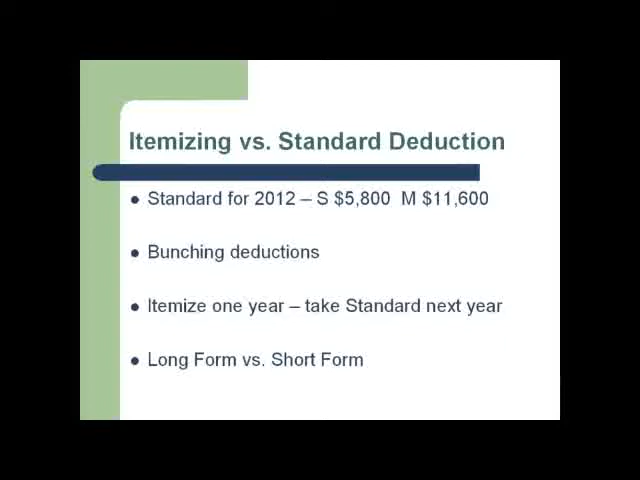 Itemizing vs. Standard Deduction
• Standard for 2012 – S $5,800 M $11,600
• Bunching deductions
• Itemize one year – take Standard next year
• Long Form vs. Short Form